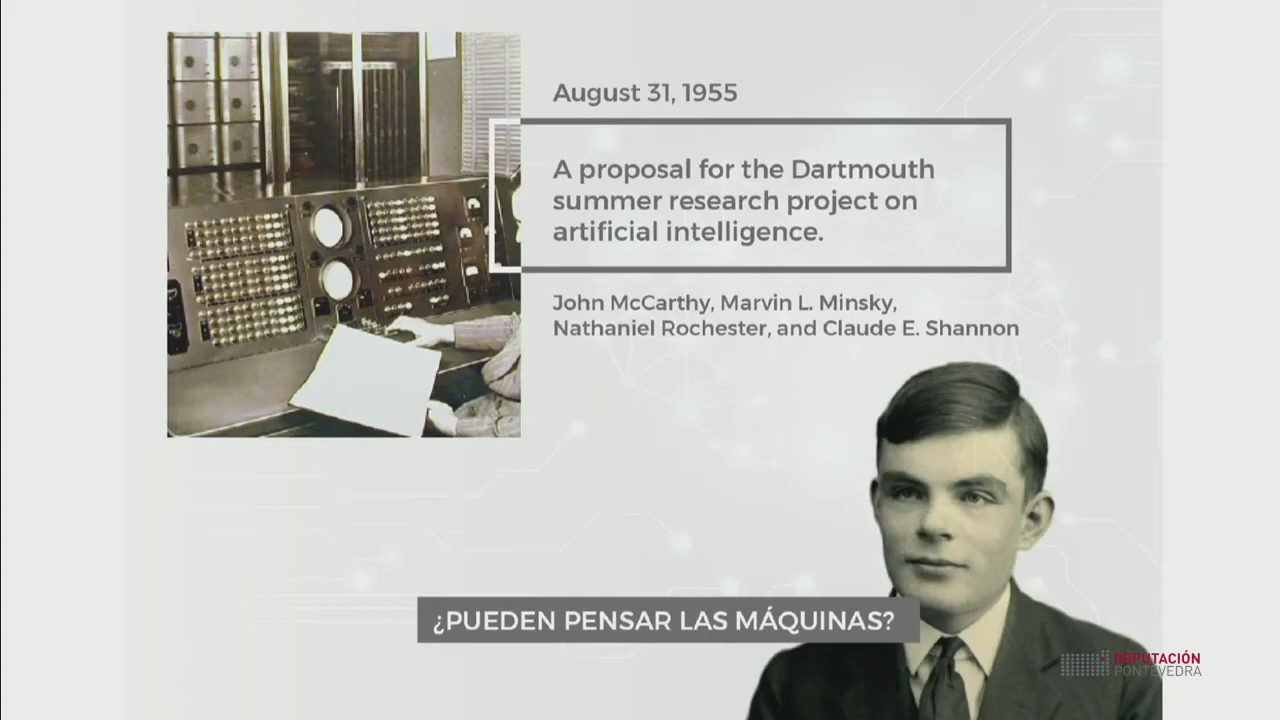 August 31, 1955
A proposal for the Dartmouth
summer research project on
artificial intelligence.
John McCarthy, Marvin L. Minsky,
Nathaniel Rochester, and Claude E. Shannon
¿PUEDEN PENSAR LAS MÁQUINAS?
DEPUTACIÓN
PONTEVEDRA